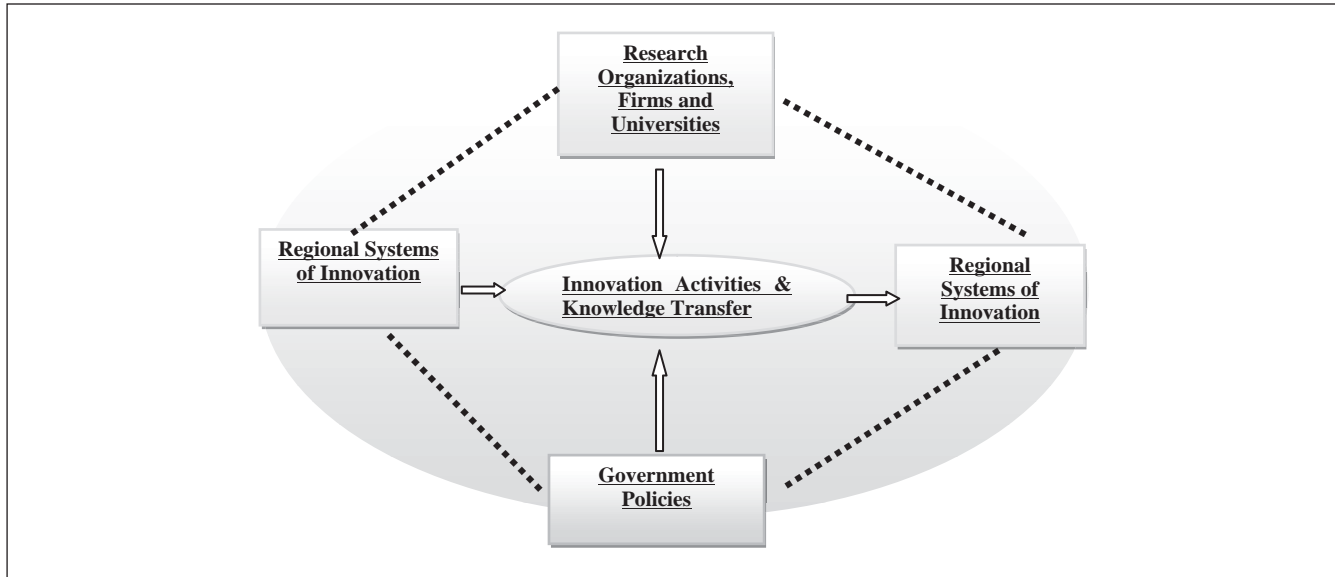 Research
Organizations,
Firms and
Universities
Regional Systems
of Innovation
Innovation Activities &
Knowledge Transfer
Regional
Systems of
Innovation
Government
Policies